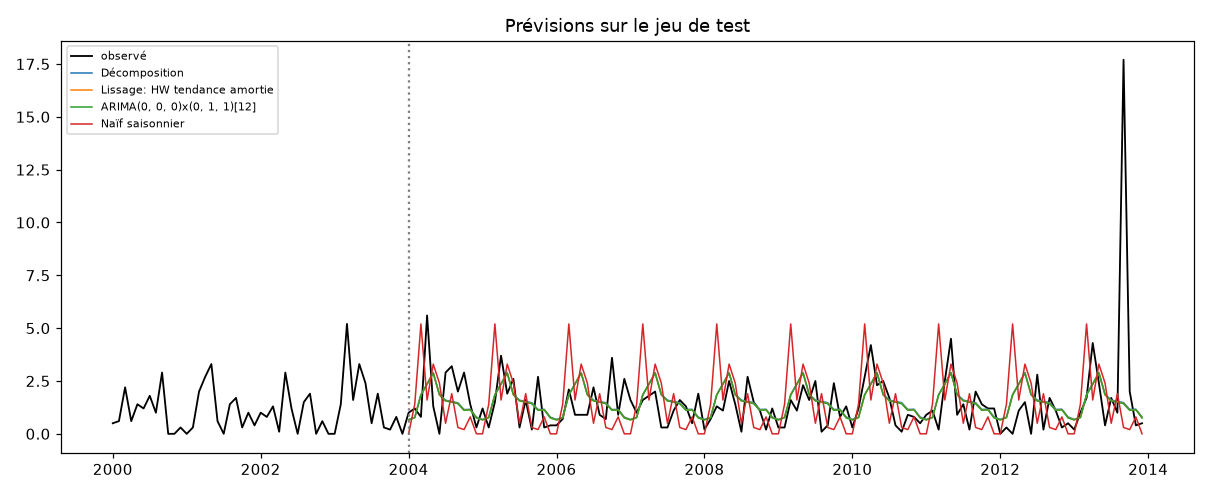 Prévisions sur le jeu de test
observé
Décomposition
Lissage: HW tendance amortie
ARIMA(0, 0, 0)x(0, 1, 1)[12]
Naïf saisonnier
17.5
15.0
12.5
10.0
7.5
5.0
2.5
0.0
2000 2002 2004 2006 2008 2010 2012 2014